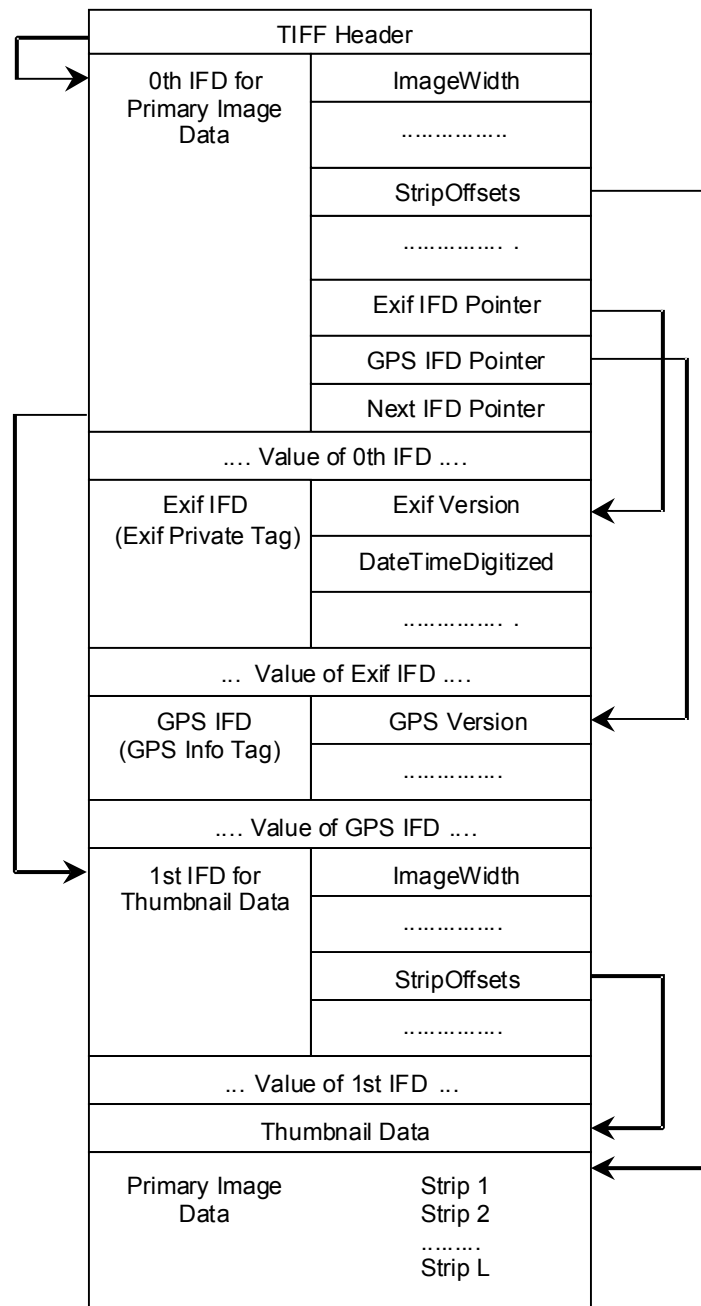 TIFF Header
0th IFD for
Primary Image
Data
ImageWidth
..............
StripOffsets
............. .
Exif IFD Pointer
GPS IFD Pointer
Next IFD Pointer
.... Value of 0th IFD ....
Exif IFD
(Exif Private Tag)
Exif Version
DateTimeDigitized
............. .
... Value of Exif IFD ....
GPS IFD
(GPS Info Tag)
GPS Version
.............
.... Value of GPS IFD ....
1st IFD for
Thumbnail Data
ImageWidth
.............
StripOffsets
.............
... Value of 1st IFD ...
Thumbnail Data
Primary Image
Data
Strip 1
Strip 2
.........
Strip L